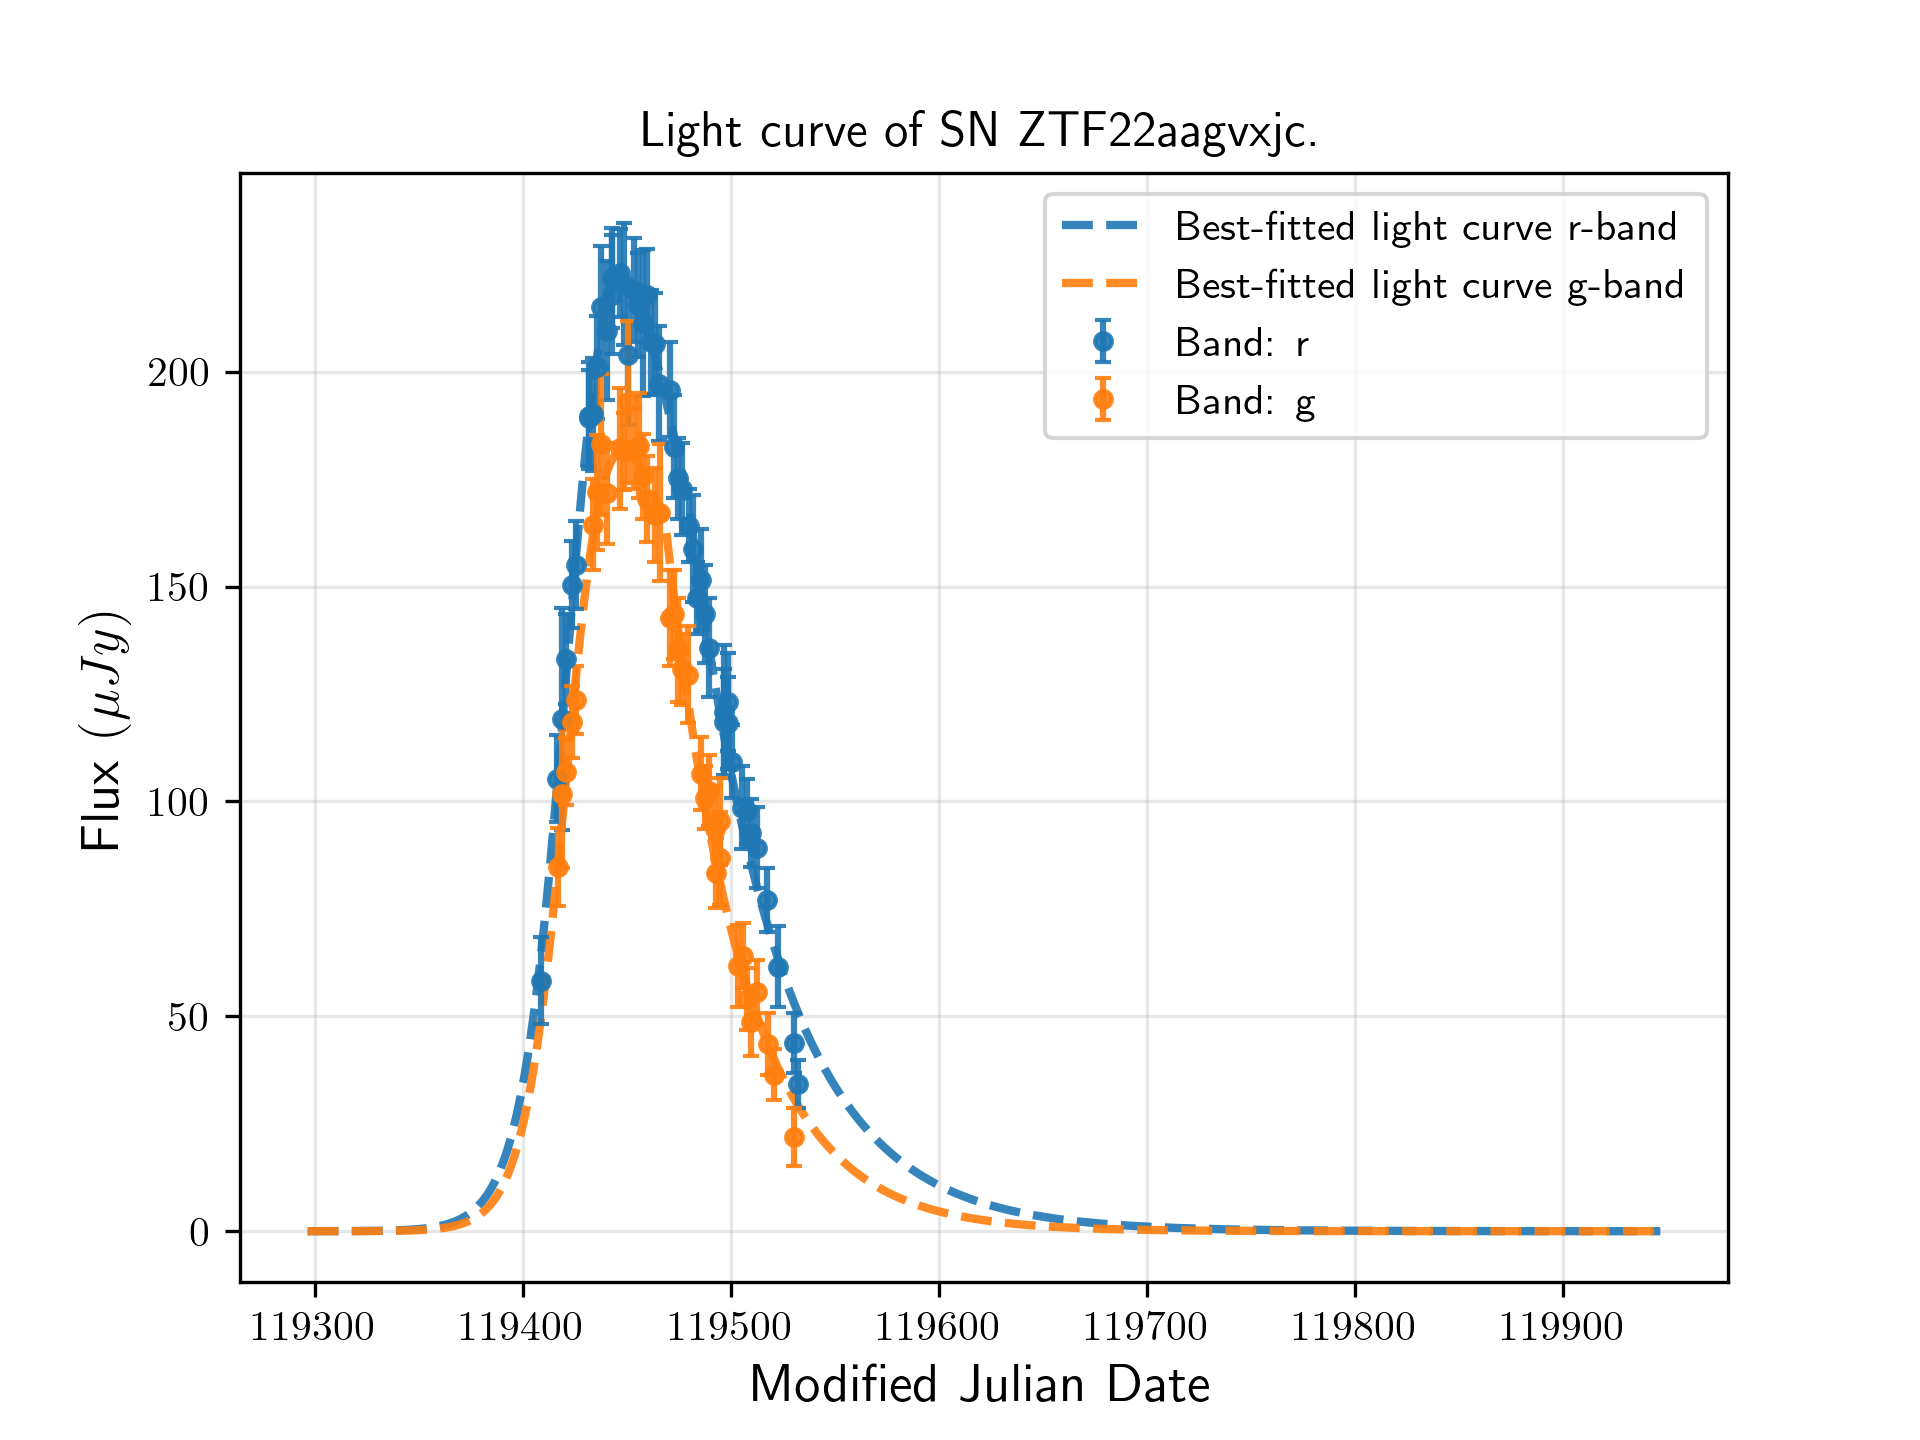 Light curve of SN ZTF22aagvxjc.
Best-fitted light curve r-band
Best-fitted light curve g-band
Band: r
Band: g
Flux (μJy)
200
150
100
50
0
119300 119400 119500 119600 119700 119800 119900
Modified Julian Date